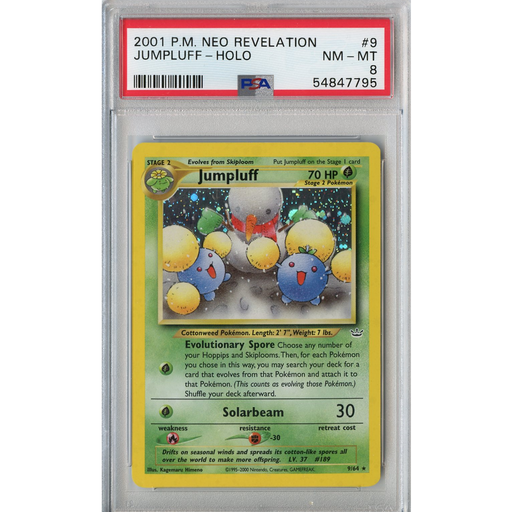 2001 P.M. NEO REVELATION #9
JUMPLUFF - HOLO NM - MT
8
PSA 54847795
STAGE 2 Evolves from Skiploom Put Jumpluff on the Stage 1 card
Jumpluff 70 HP
Stage 2 Pokémon
Cottonweed Pokémon. Length: 2' 7", Weight: 7 lbs.
Evolutionary Spore Choose any number of
your Hoppips and Skiplooms. Then, for each Pokémon
you chose in this way, you may search your deck for
a card that evolves from that Pokémon and attach it to
that Pokémon. (This counts as evolving those Pokémon.)
Shuffle your deck afterward.
Solarbeam 30
weakness resistance retreat cost
-30
Drifts on seasonal winds and spreads its cotton-like spores all
over the world to make more offspring. LV. 37 #189
Illus. Kagemaru Himeno ©1995-2000 Nintendo, Creatures, GAMEFREAK. 9/64 ★